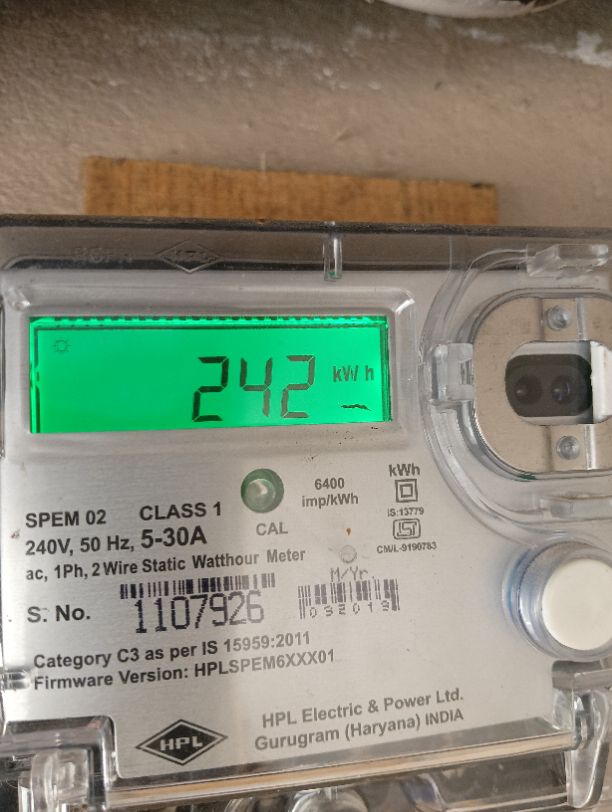 HPL
242 kWh
6400
imp/kWh
kWh
IS:13779
CM/L-9190783
CAL
SPEM 02 CLASS 1
240V, 50 Hz, 5-30A
ac, 1Ph, 2 Wire Static Watthour Meter
M/Yr.
S. No. 1107926
032019
Category C3 as per IS 15959:2011
Firmware Version: HPLSPEM6XXX01
HPL
HPL Electric & Power Ltd.
Gurugram (Haryana) INDIA